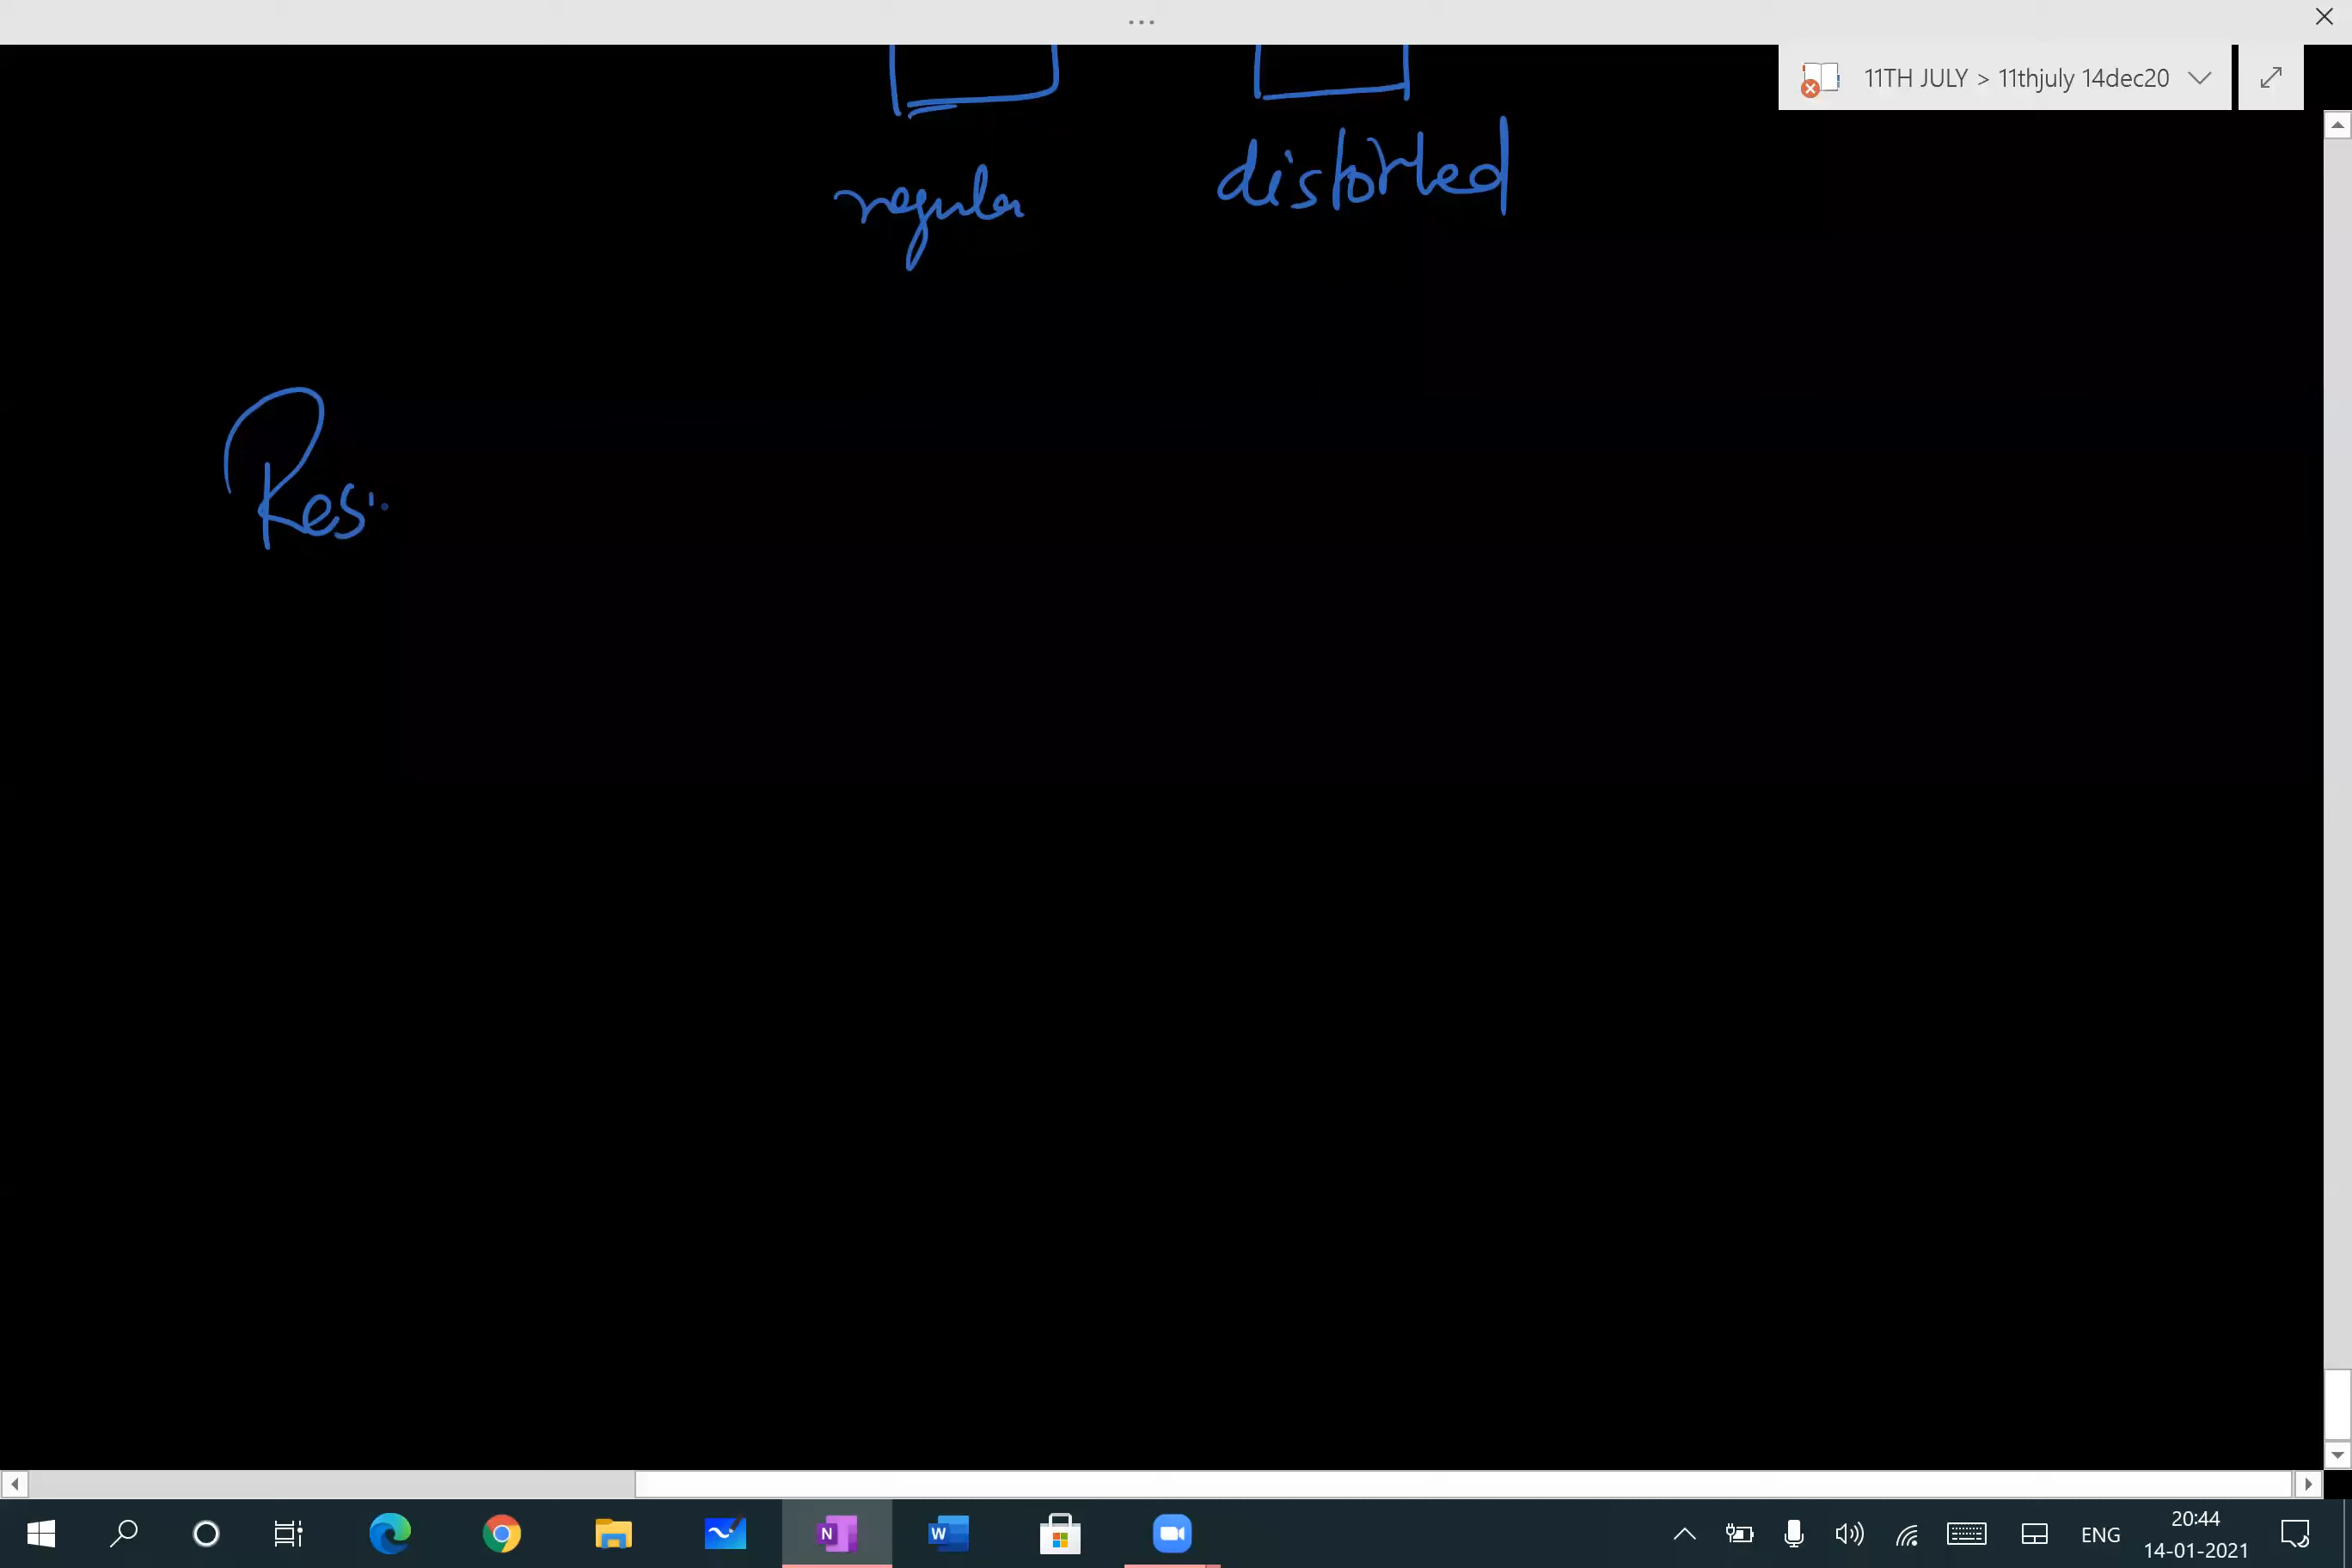 11TH JULY > 11thjuly 14dec20
regular distorted
Res
ENG
20:44
14-01-2021